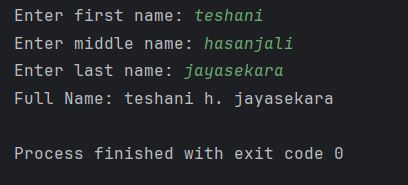 Enter first name: teshani
Enter middle name: hasanjali
Enter last name: jayasekara
Full Name: teshani h. jayasekara
Process finished with exit code 0